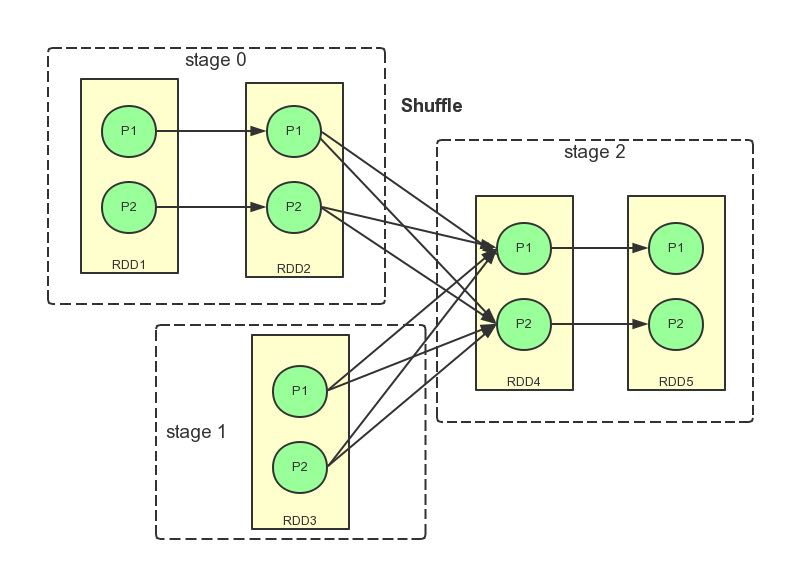 stage 0
P1
P2
RDD1
P1
P2
RDD2
Shuffle
stage 1
P1
P2
RDD3
stage 2
P1
P2
RDD4
P1
P2
RDD5